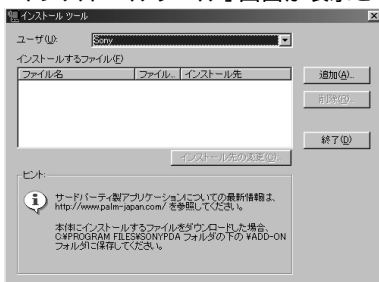 インストール ツール
ユーザ(U): Sony
インストールするファイル(F)
ファイル名 ファイル... インストール先
追加(A)...
削除(R)...
インストール先の変更(C)...
終了(D)
ヒント:
サードパーティ製アプリケーションについての最新情報は、
http://www.palm-japan.com/ を参照してください。
本体にインストールするファイルをダウンロードした場合、
C:¥PROGRAM FILES¥SONYPDA フォルダの下の ¥ADD-ON
フォルダに保存してください。